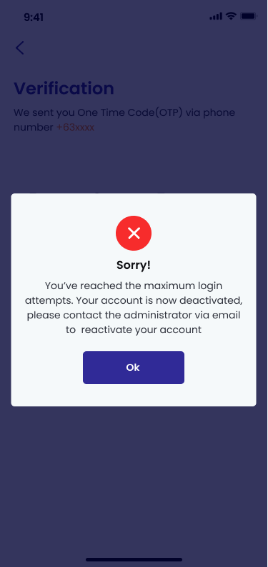 9:41
Verification
We sent you One Time Code(OTP) via phone
number +63xxxx
Sorry!
You've reached the maximum login
attempts. Your account is now deactivated,
please contact the administrator via email
to reactivate your account
Ok